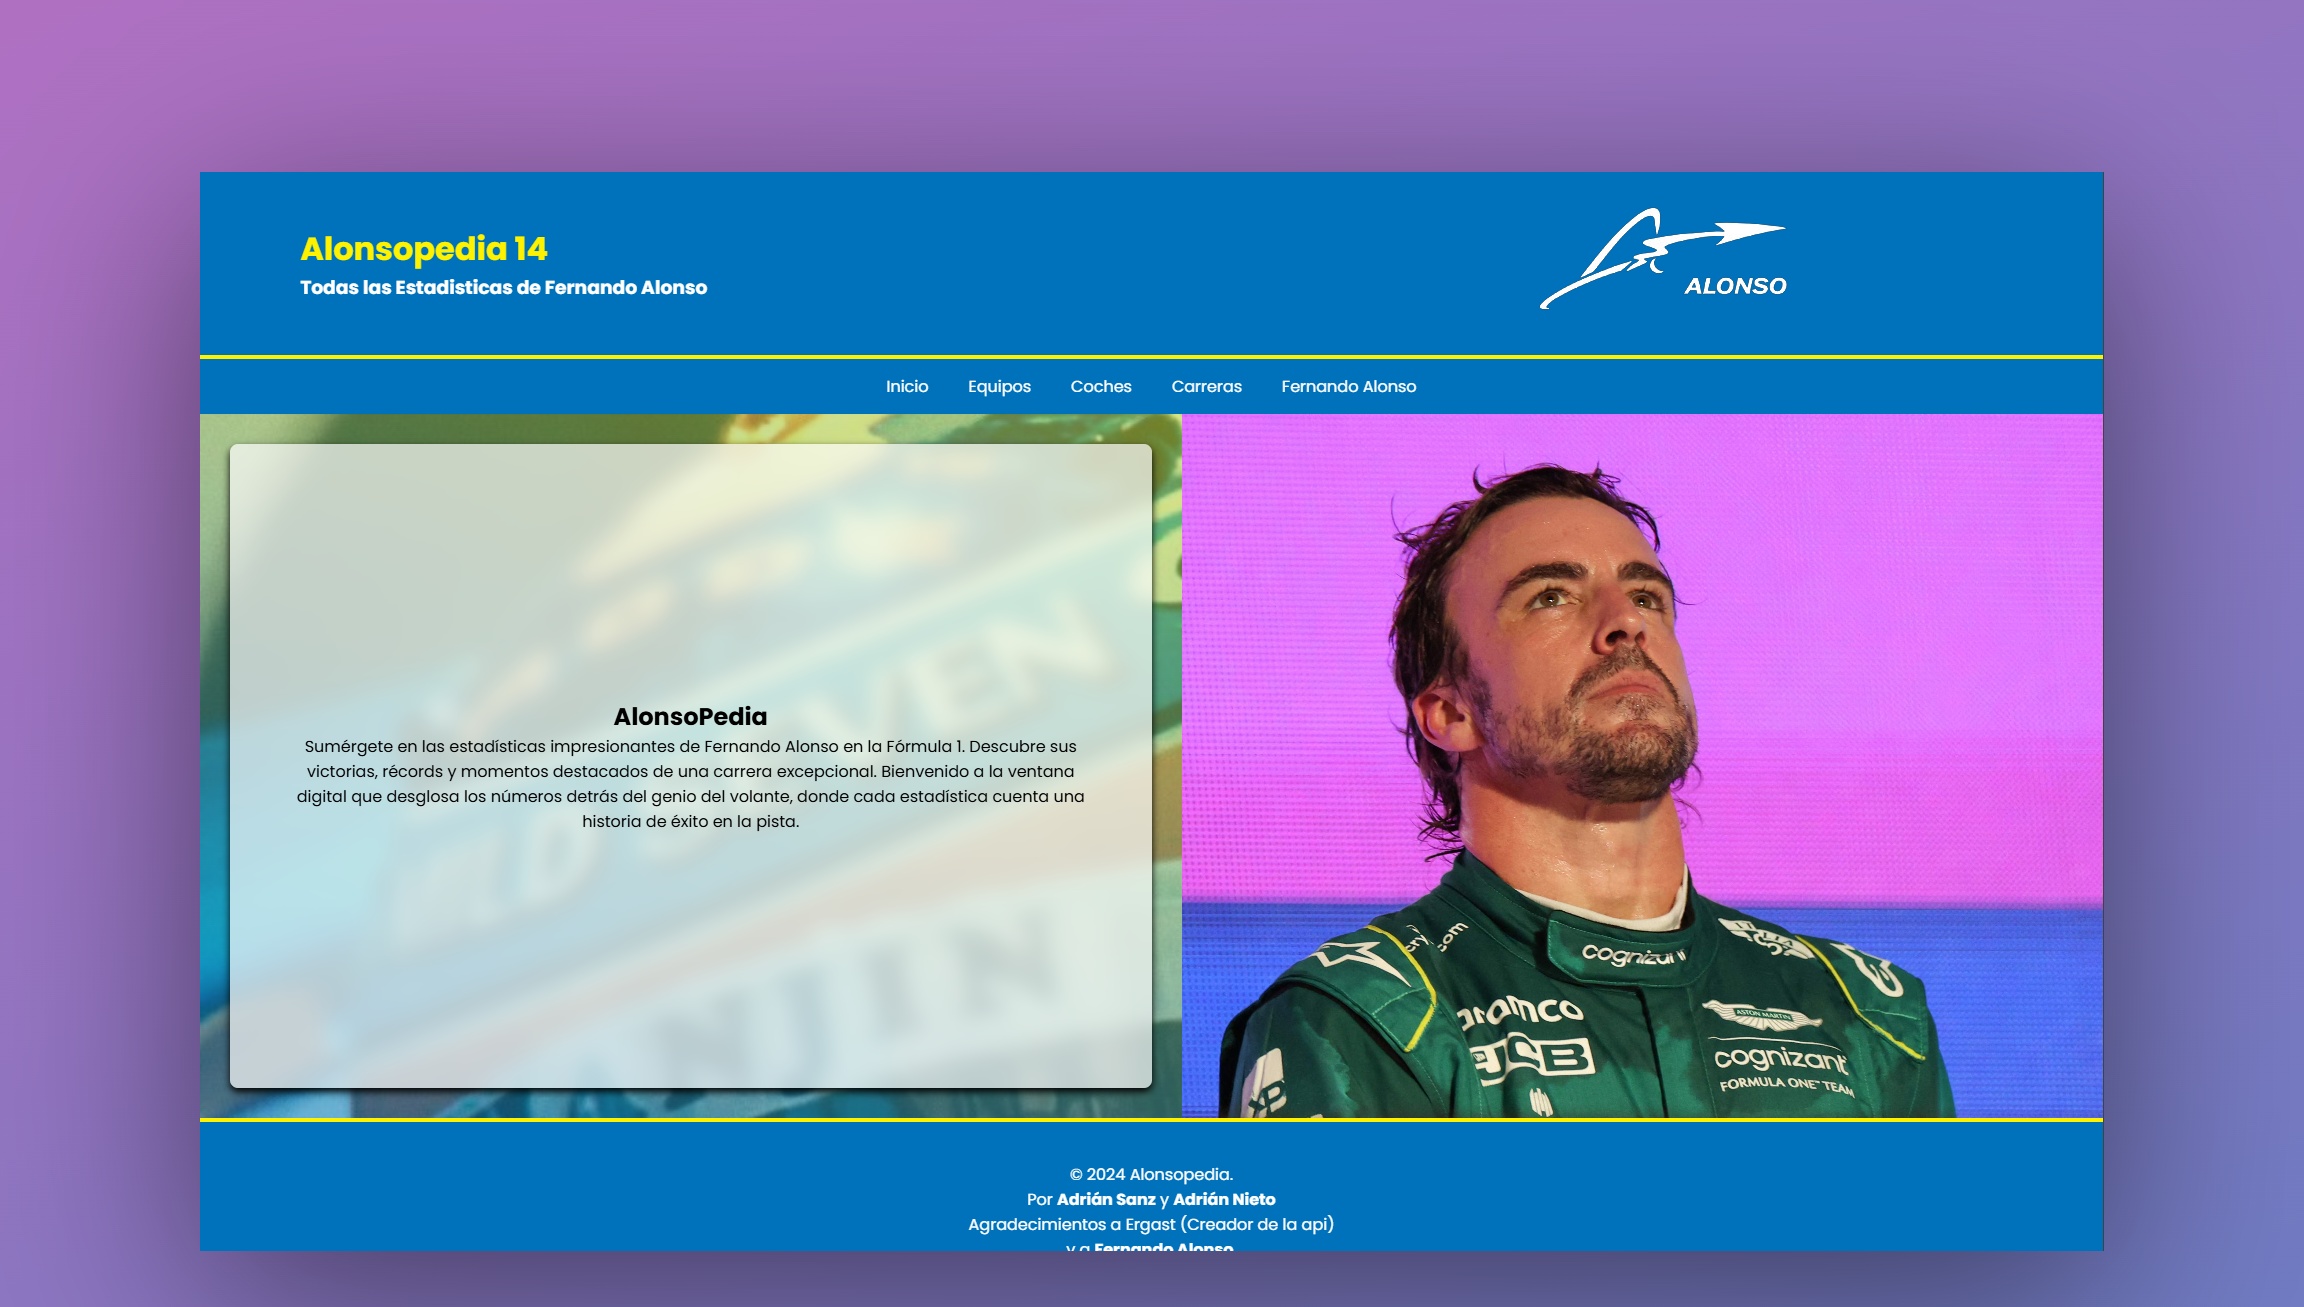 Alonsopedia 14
Todas las Estadisticas de Fernando Alonso
ALONSO
Inicio Equipos Coches Carreras Fernando Alonso
AlonsoPedia
Sumérgete en las estadísticas impresionantes de Fernando Alonso en la Fórmula 1. Descubre sus
victorias, récords y momentos destacados de una carrera excepcional. Bienvenido a la ventana
digital que desglosa los números detrás del genio del volante, donde cada estadística cuenta una
historia de éxito en la pista.
cognizant
aramco
JCB
ASTON MARTIN
cognizant
FORMULA ONE™ TEAM
© 2024 Alonsopedia.
Por Adrián Sanz y Adrián Nieto
Agradecimientos a Ergast (Creador de la api)
y a Fernando Alonso